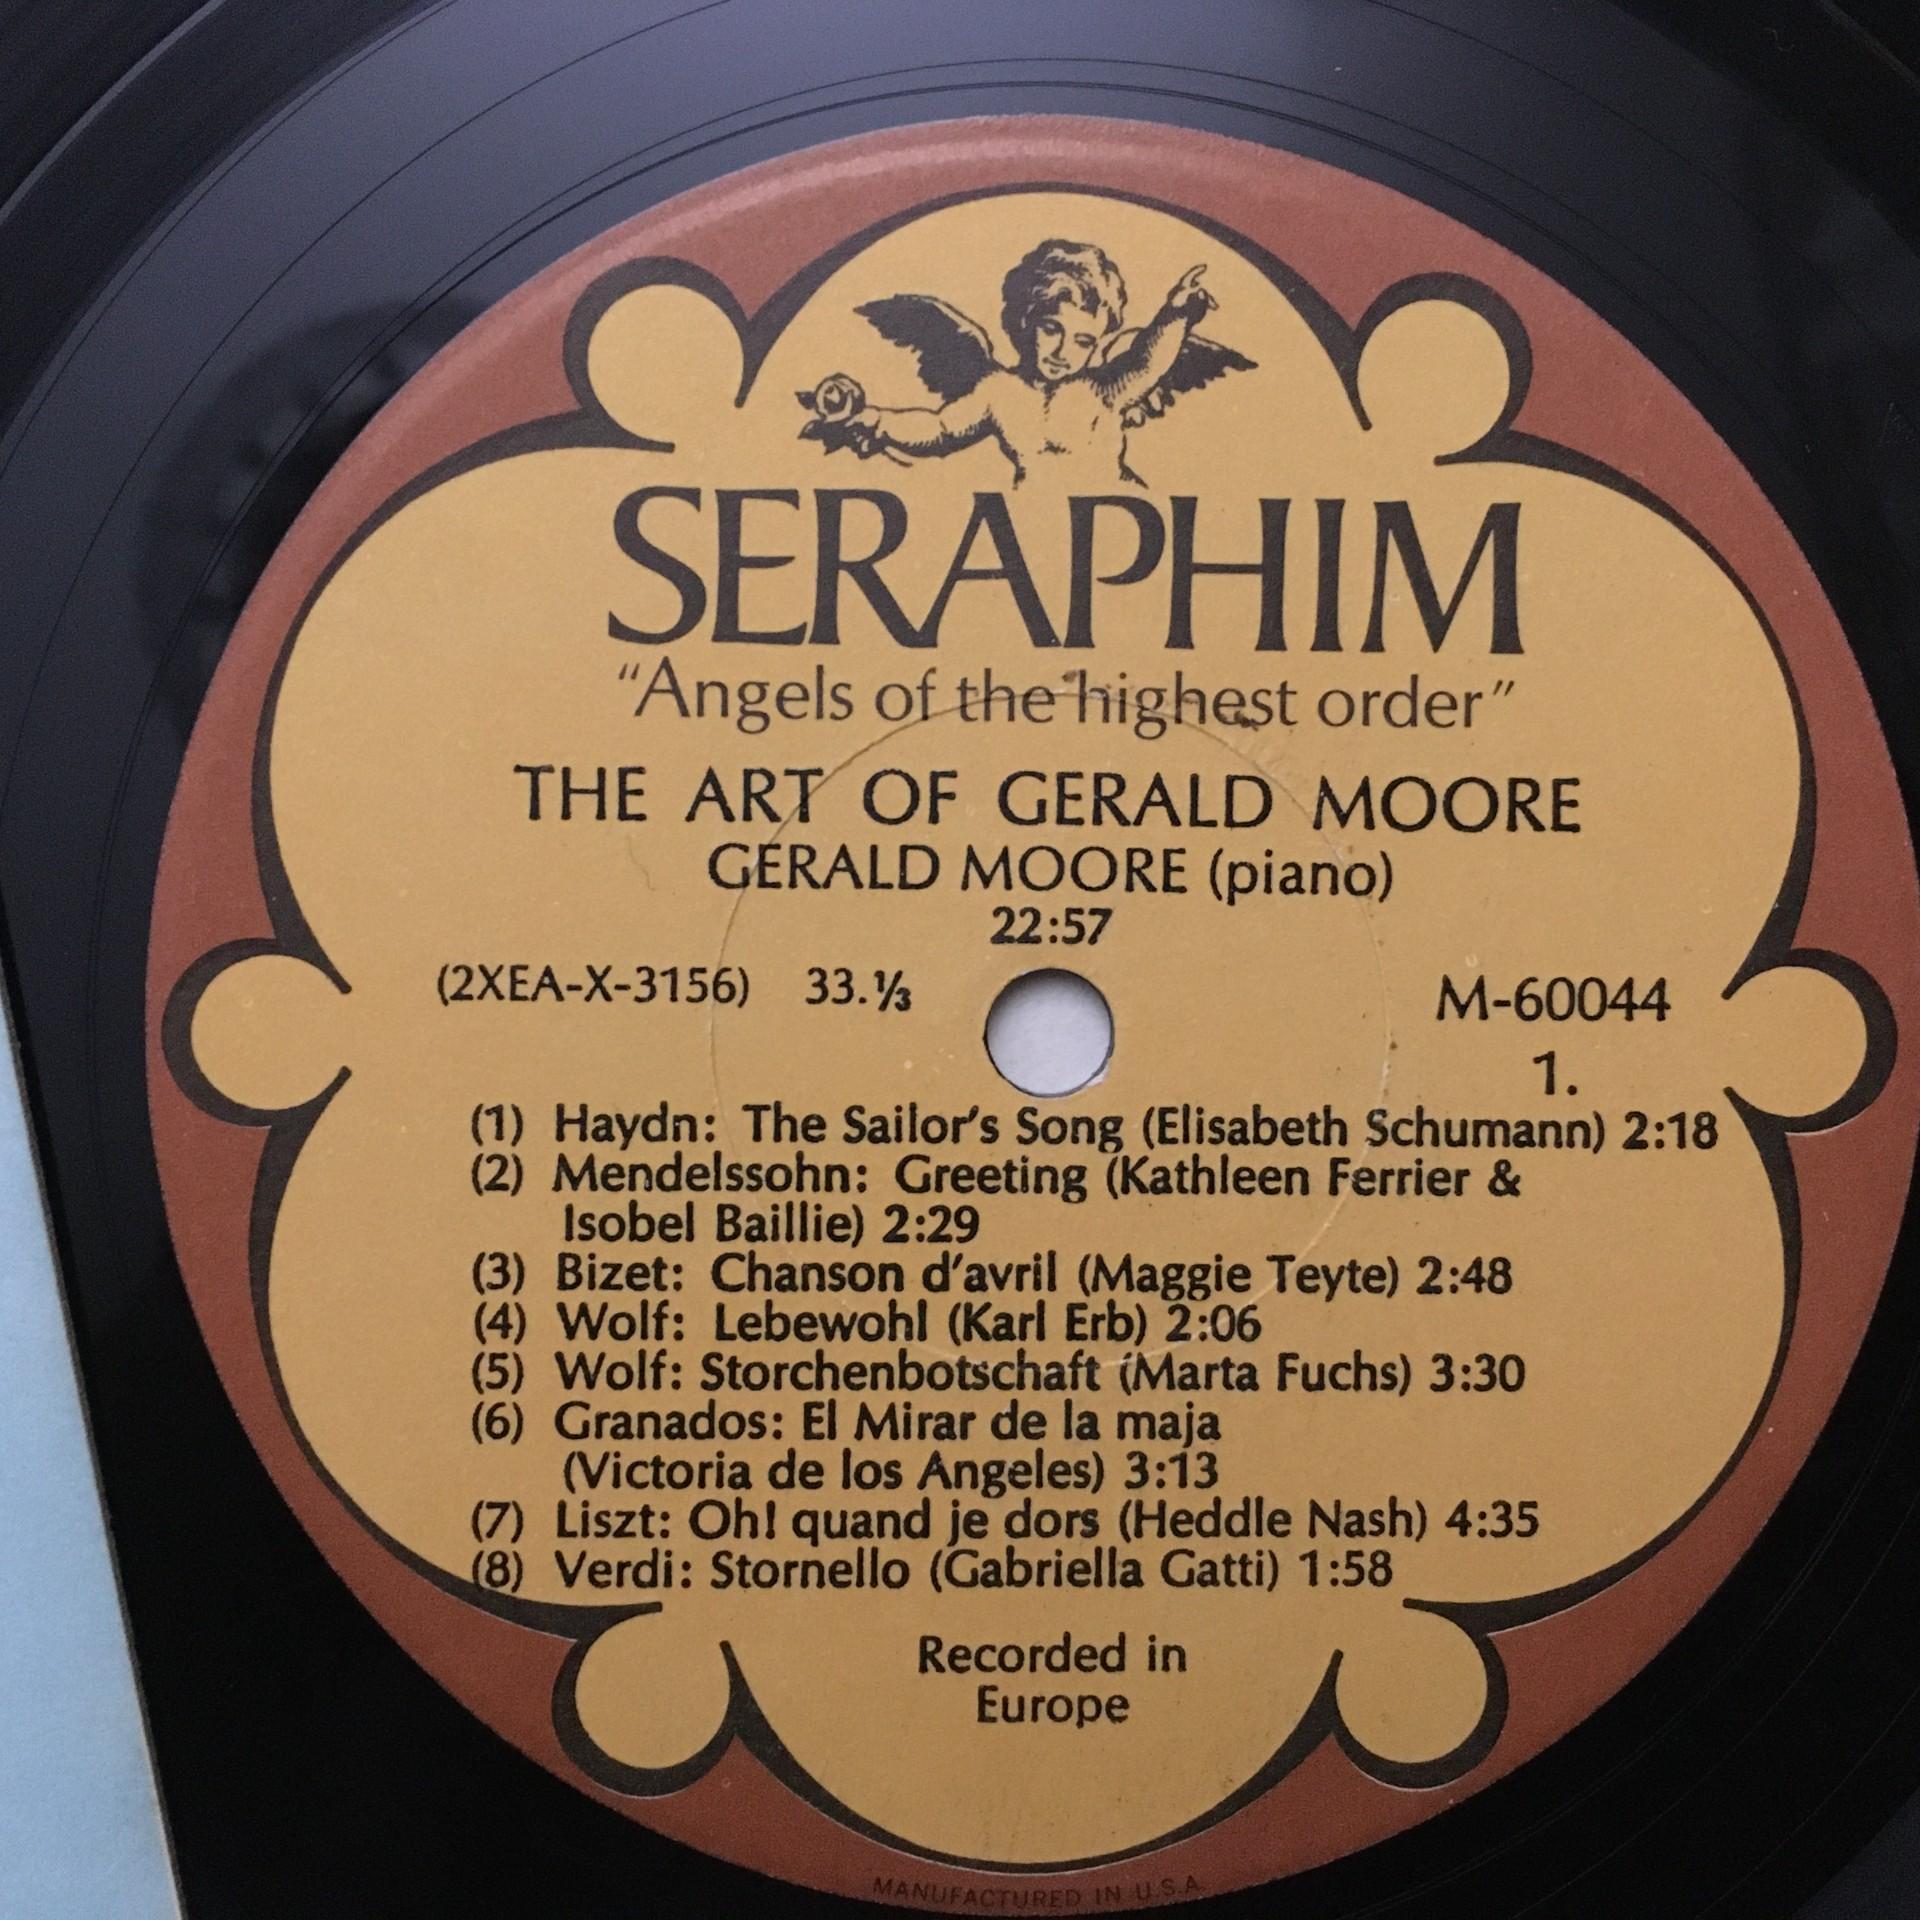 SERAPHIM
"Angels of the highest order"
THE ART OF GERALD MOORE
GERALD MOORE (piano)
22:57
(2XEA-X-3156) 33.⅓ M-60044
1.
(1) Haydn: The Sailor's Song (Elisabeth Schumann) 2:18
(2) Mendelssohn: Greeting (Kathleen Ferrier &
Isobel Baillie) 2:29
(3) Bizet: Chanson d'avril (Maggie Teyte) 2:48
(4) Wolf: Lebewohl (Karl Erb) 2:06
(5) Wolf: Storchenbotschaft (Marta Fuchs) 3:30
(6) Granados: El Mirar de la maja
(Victoria de los Angeles) 3:13
(7) Liszt: Oh! quand je dors (Heddle Nash) 4:35
(8) Verdi: Stornello (Gabriella Gatti) 1:58
Recorded in
Europe
MANUFACTURED IN U.S.A.